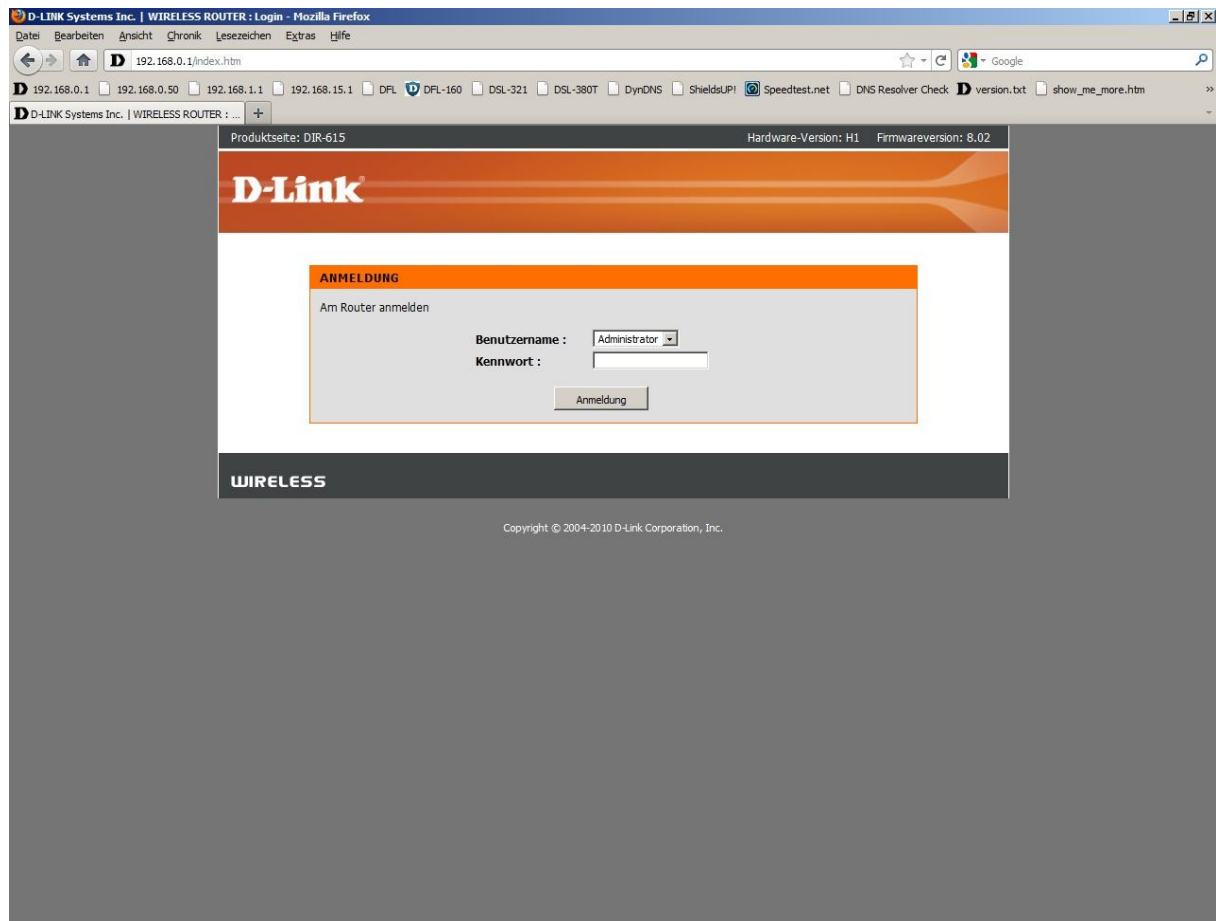 D-LINK Systems Inc. | WIRELESS ROUTER : Login - Mozilla Firefox
Datei Bearbeiten Ansicht Chronik Lesezeichen Extras Hilfe
192.168.0.1/index.htm Google
192.168.0.1 192.168.0.50 192.168.1.1 192.168.15.1 DFL DFL-160 DSL-321 DSL-380T DynDNS ShieldsUP! Speedtest.net DNS Resolver Check version.txt show_me_more.htm »
D-LINK Systems Inc. | WIRELESS ROUTER : ... +
Produktseite: DIR-615 Hardware-Version: H1 Firmwareversion: 8.02
D-Link
ANMELDUNG
Am Router anmelden
Benutzername : Administrator
Kennwort :
Anmeldung
WIRELESS
Copyright © 2004-2010 D-Link Corporation, Inc.